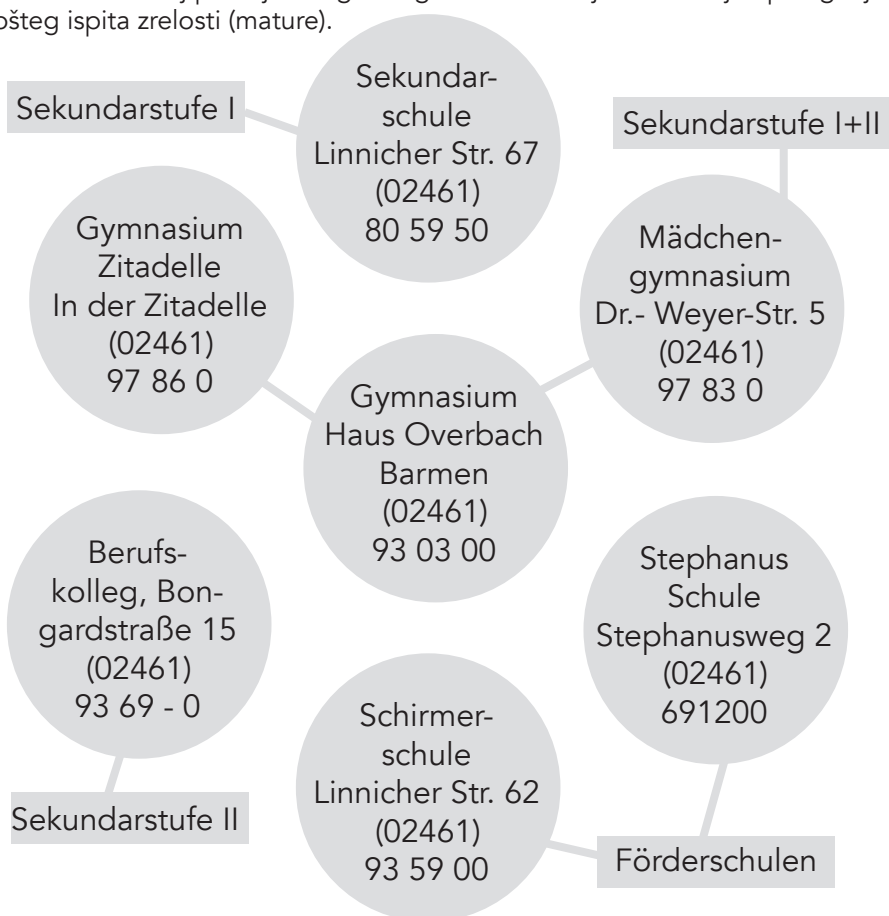 ošteg ispita zrelosti (mature).
Sekundarstufe I
Sekundar-
schule
Linnicher Str. 67
(02461)
80 59 50
Sekundarstufe I+II
Gymnasium
Zitadelle
In der Zitadelle
(02461)
97 86 0
Mädchen-
gymnasium
Dr.- Weyer-Str. 5
(02461)
97 83 0
Gymnasium
Haus Overbach
Barmen
(02461)
93 03 00
Berufs-
kolleg, Bon-
gardstraße 15
(02461)
93 69 - 0
Stephanus
Schule
Stephanusweg 2
(02461)
691200
Schirmer-
schule
Linnicher Str. 62
(02461)
93 59 00
Sekundarstufe II
Förderschulen